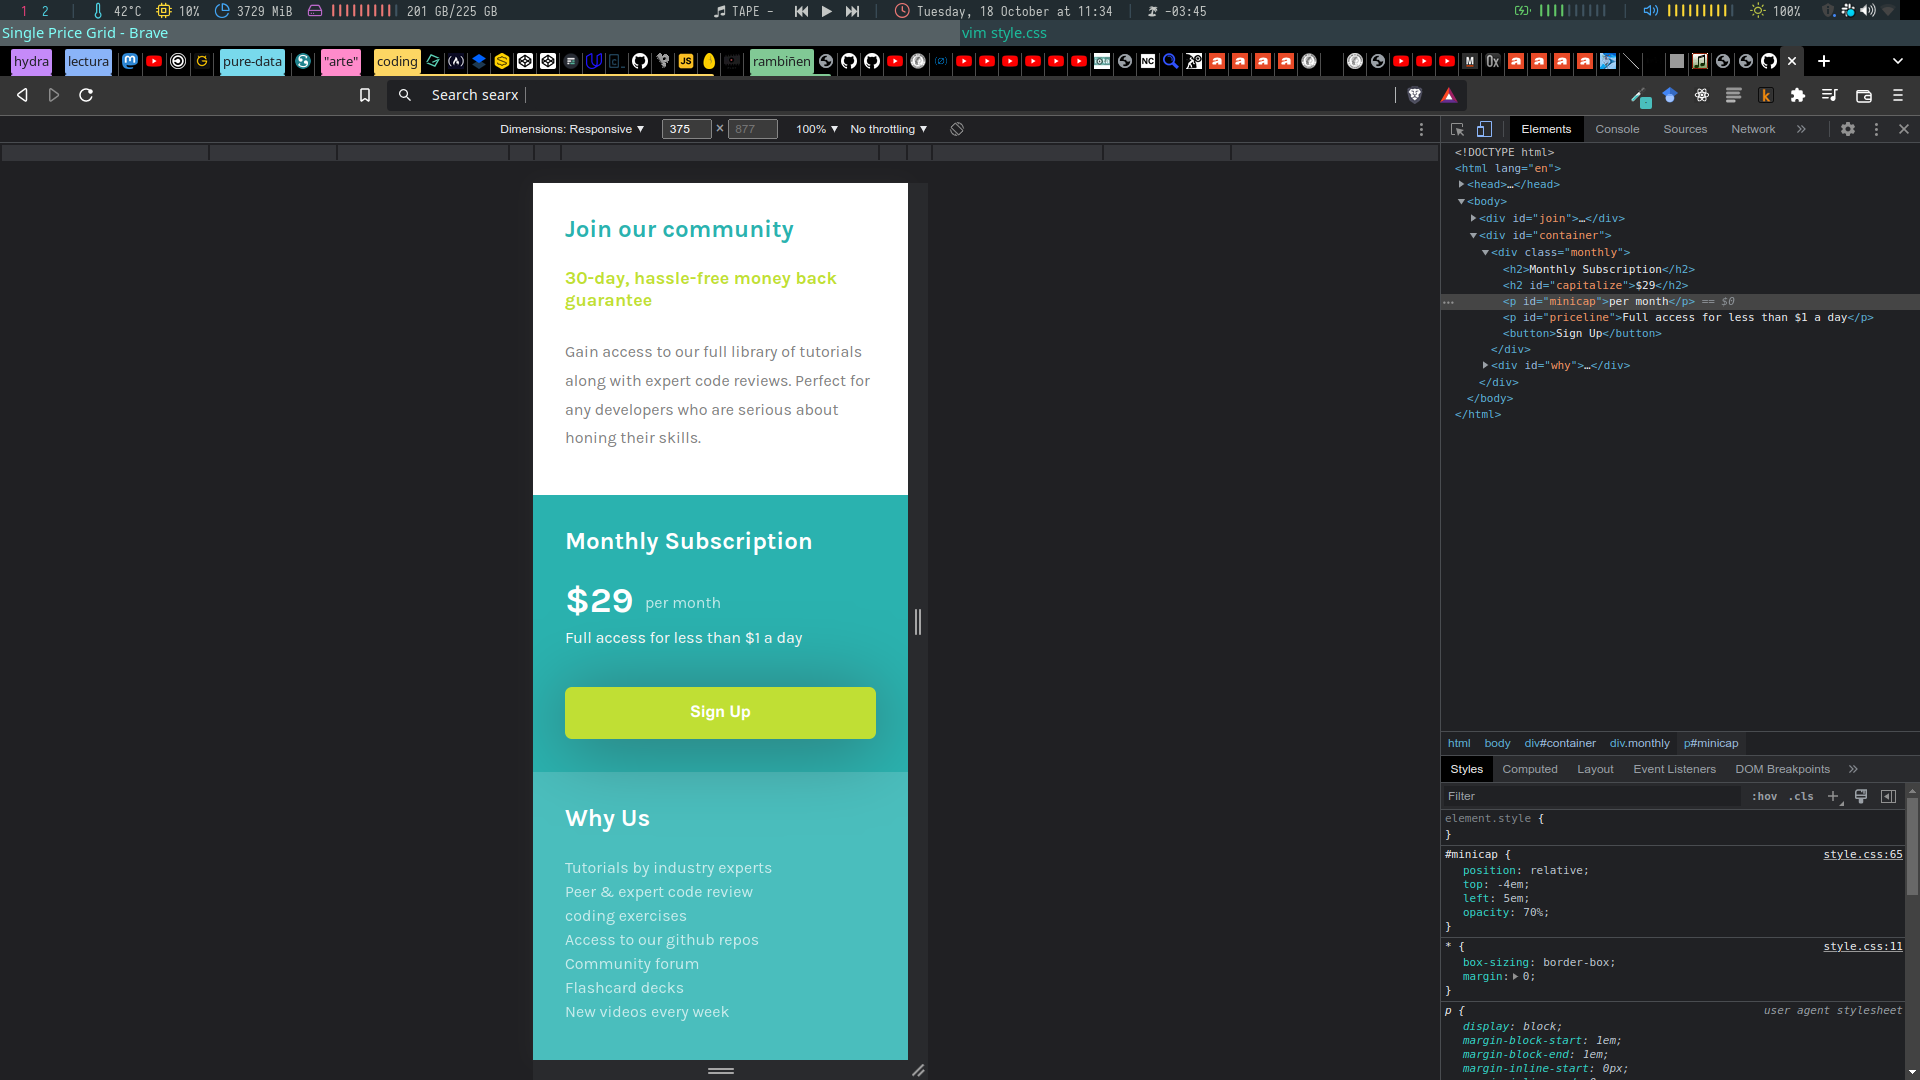 1 2 42°C 10% 3729 MiB 201 GB/225 GB TAPE - Tuesday, 18 October at 11:34 -03:45 100%
Single Price Grid - Brave vim style.css
hydra lectura pure-data "arte" coding rambiñen
Search searx
Dimensions: Responsive 375 × 877 100% No throttling
Elements Console Sources Network
Join our community
30-day, hassle-free money back
guarantee
Gain access to our full library of tutorials
along with expert code reviews. Perfect for
any developers who are serious about
honing their skills.
Monthly Subscription
$29 per month
Full access for less than $1 a day
Sign Up
Why Us
Tutorials by industry experts
Peer & expert code review
coding exercises
Access to our github repos
Community forum
Flashcard decks
New videos every week
<!DOCTYPE html>
<html lang="en">
<head>…</head>
<body>
<div id="join">…</div>
<div id="container">
<div class="monthly">
<h2>Monthly Subscription</h2>
<h2 id="capitalize">$29</h2>
<p id="minicap">per month</p> == $0
<p id="priceline">Full access for less than $1 a day</p>
<button>Sign Up</button>
</div>
<div id="why">…</div>
</div>
</body>
</html>
html body div#container div.monthly p#minicap
Styles Computed Layout Event Listeners DOM Breakpoints
Filter :hov .cls
element.style {
}
#minicap { style.css:65
position: relative;
top: -4em;
left: 5em;
opacity: 70%;
}
* { style.css:11
box-sizing: border-box;
margin: 0;
}
p { user agent stylesheet
display: block;
margin-block-start: 1em;
margin-block-end: 1em;
margin-inline-start: 0px;